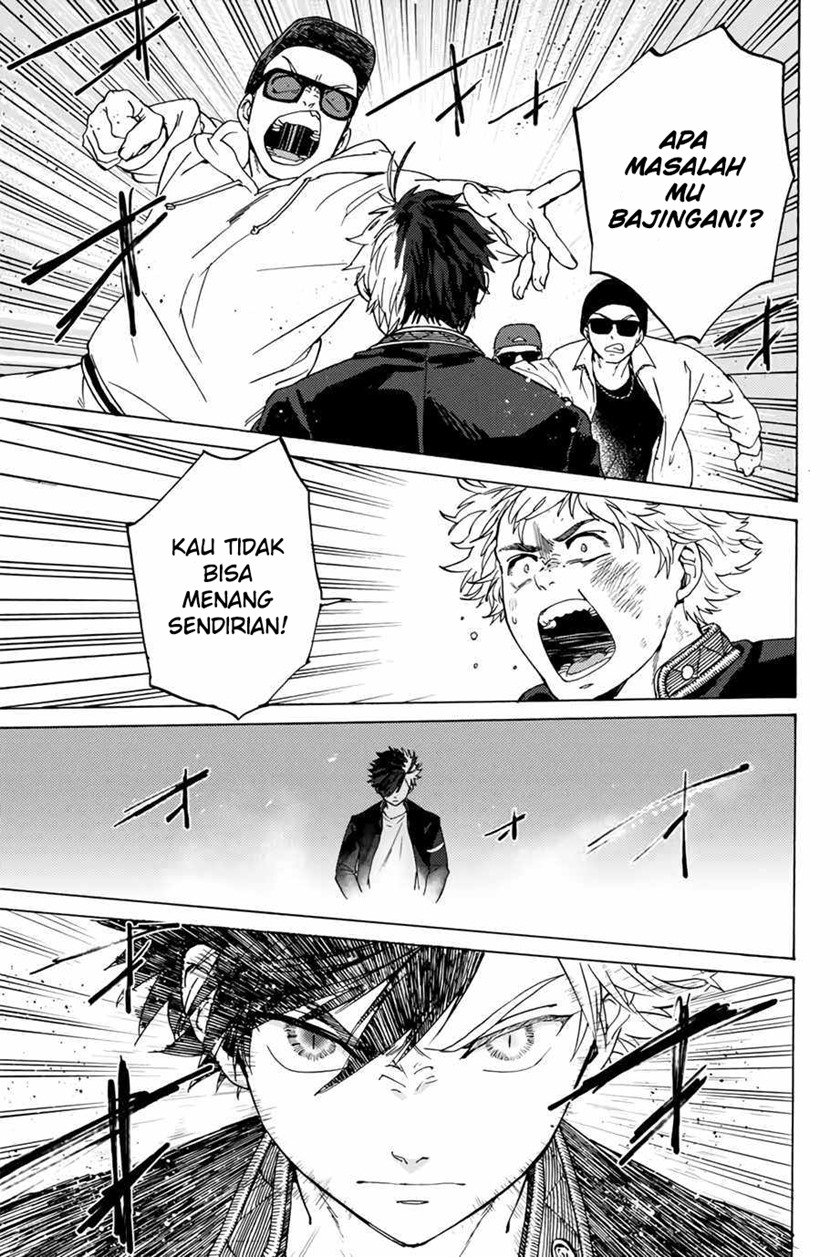 APA
MASALAH
MU
BAJINGAN!?
KAU TIDAK
BISA
MENANG
SENDIRIAN!